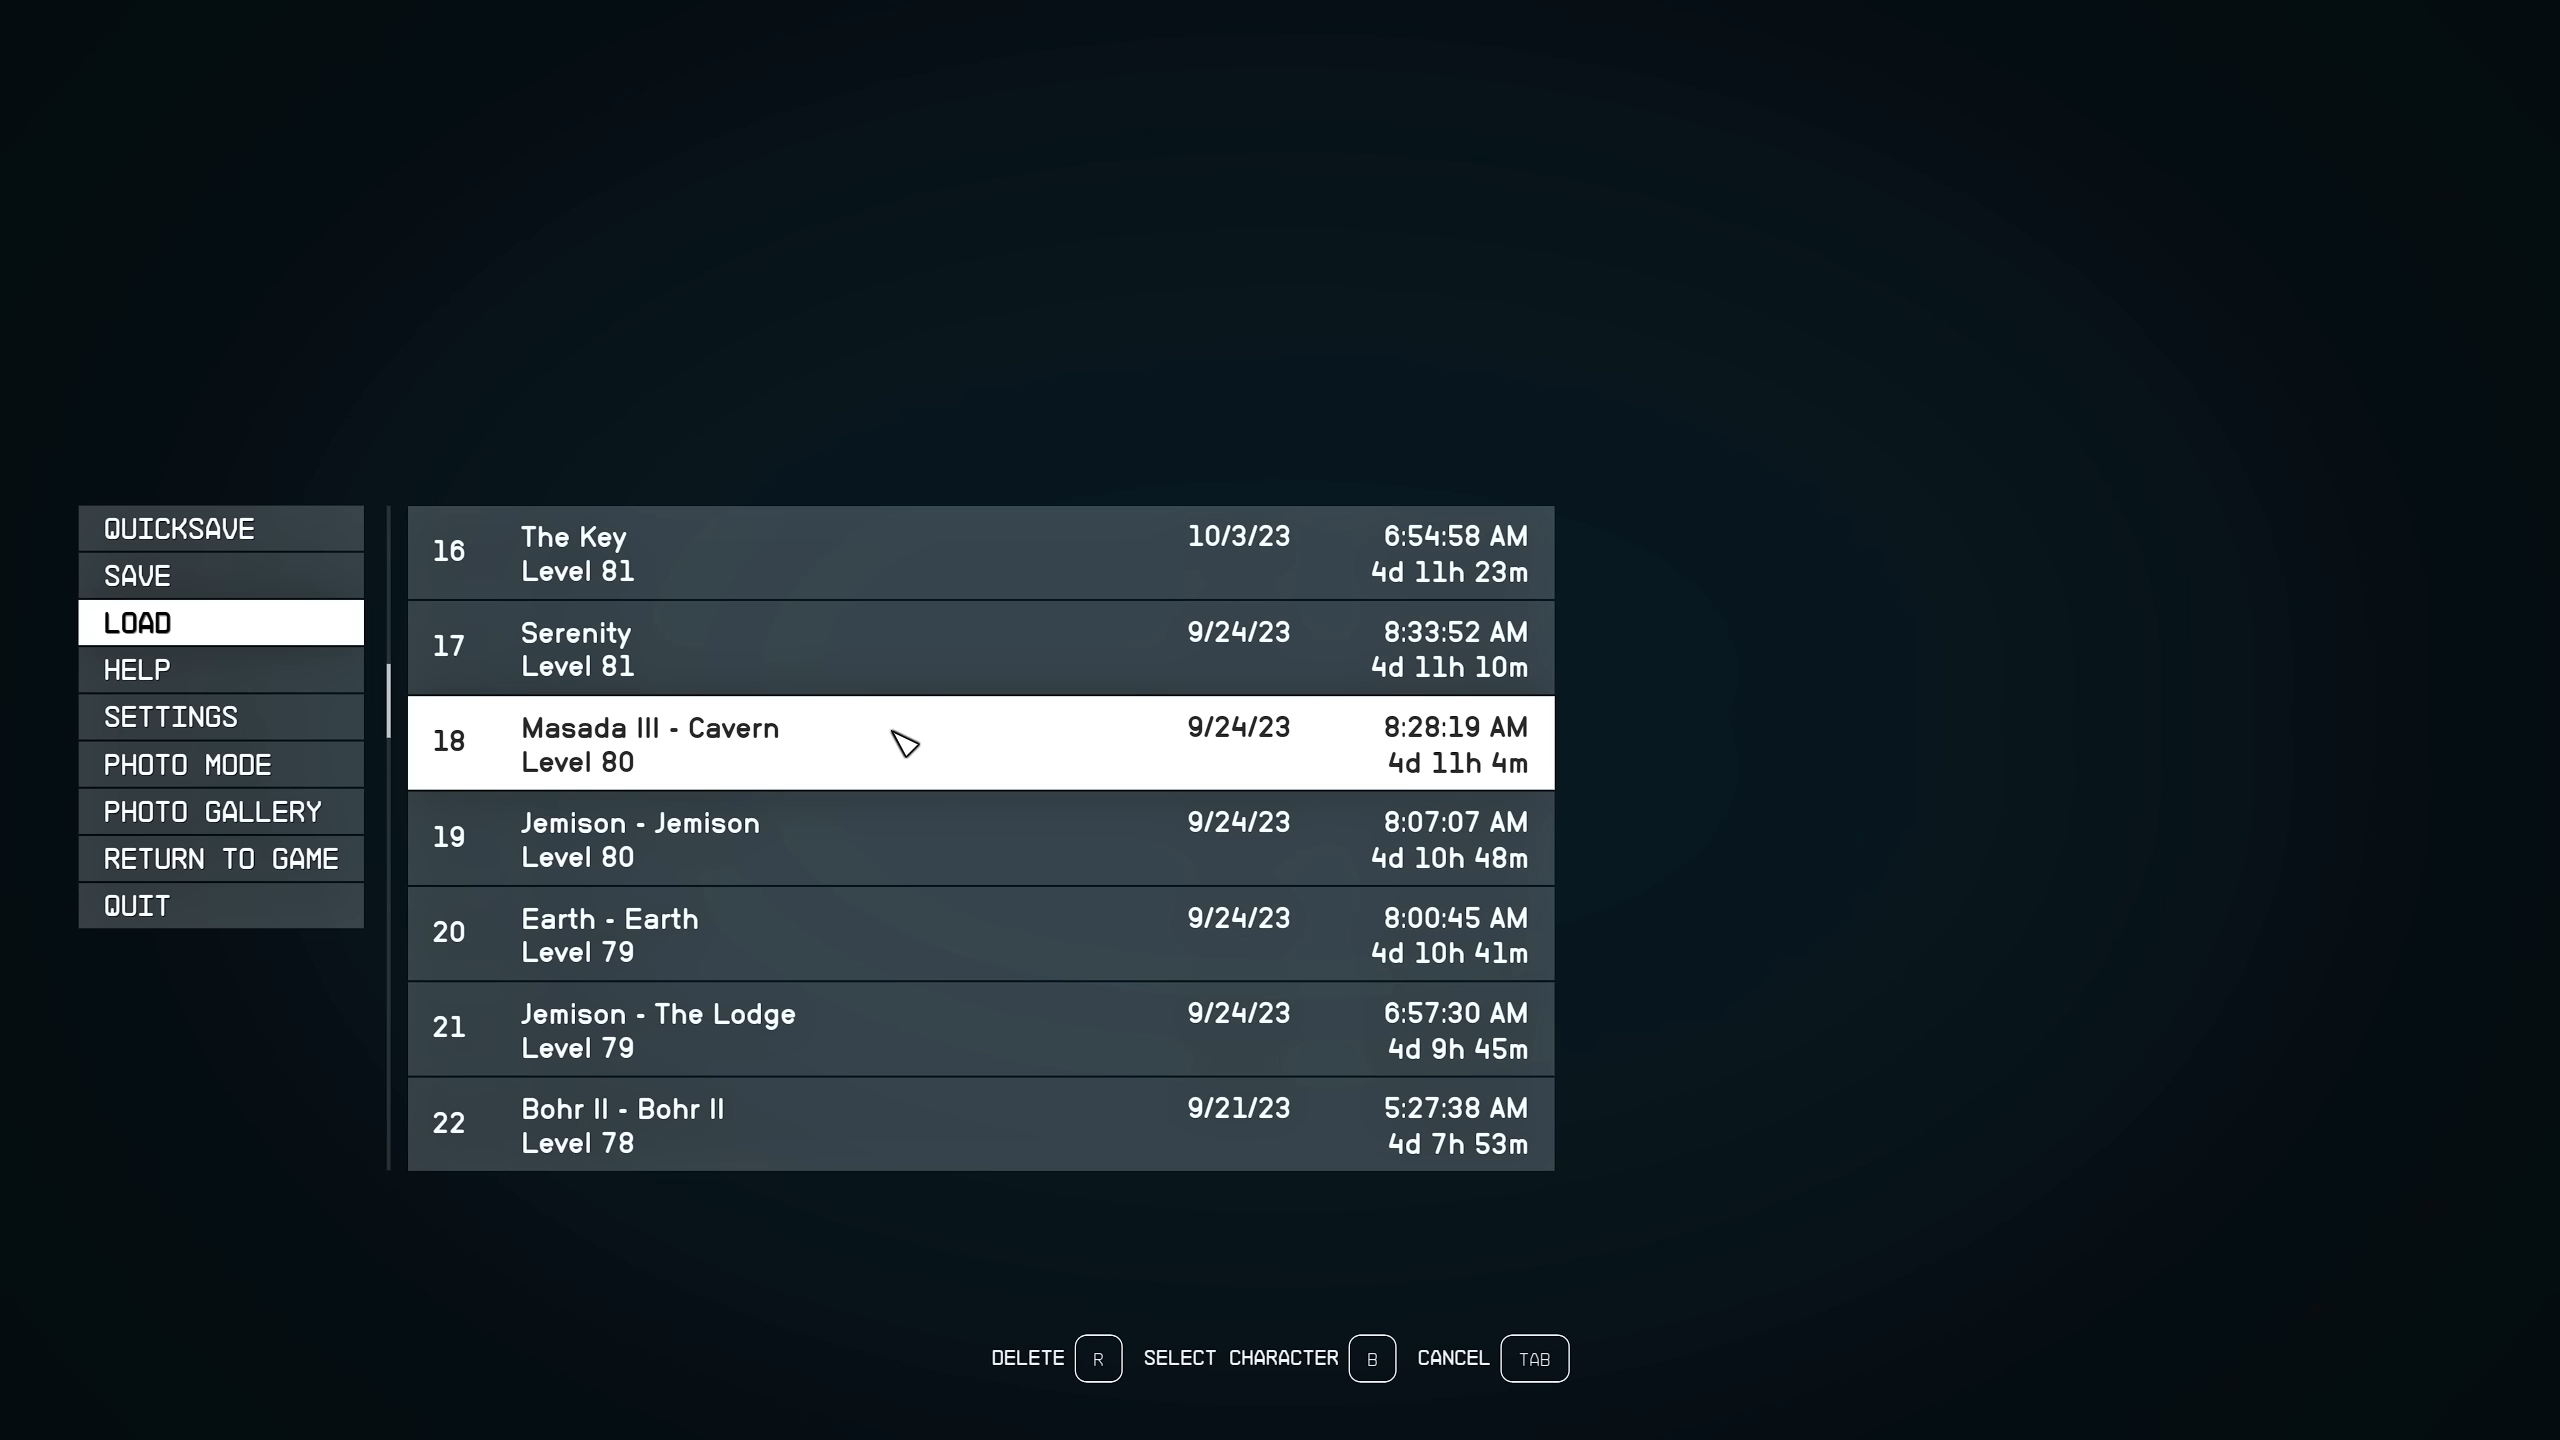 QUICKSAVE
SAVE
LOAD
HELP
SETTINGS
PHOTO MODE
PHOTO GALLERY
RETURN TO GAME
QUIT
16 The Key 10/3/23 6:54:58 AM
Level 81 4d 11h 23m
17 Serenity 9/24/23 8:33:52 AM
Level 81 4d 11h 10m
18 Masada III - Cavern 9/24/23 8:28:19 AM
Level 80 4d 11h 4m
19 Jemison - Jemison 9/24/23 8:07:07 AM
Level 80 4d 10h 48m
20 Earth - Earth 9/24/23 8:00:45 AM
Level 79 4d 10h 41m
21 Jemison - The Lodge 9/24/23 6:57:30 AM
Level 79 4d 9h 45m
22 Bohr II - Bohr II 9/21/23 5:27:38 AM
Level 78 4d 7h 53m
DELETE R SELECT CHARACTER B CANCEL TAB